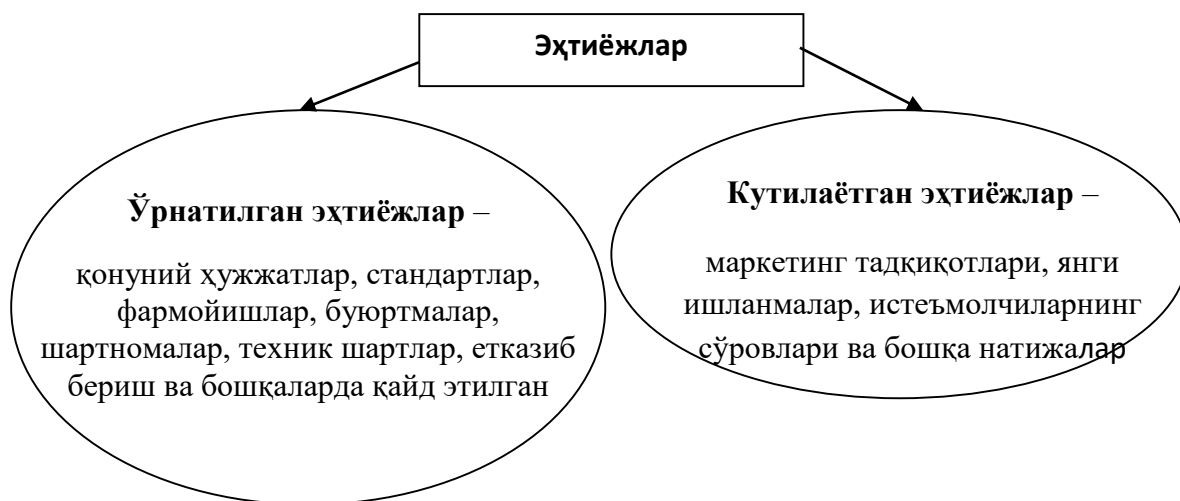 Эҳтиёжлар
Ўрнатилган эҳтиёжлар –
қонуний ҳужжатлар, стандартлар,
фармойишлар, буюртмалар,
шартномалар, техник шартлар, етказиб
бериш ва бошқаларда қайд этилган
Кутилаётган эҳтиёжлар –
маркетинг тадқиқотлари, янги
ишланмалар, истеъмолчиларнинг
сўровлари ва бошқа натижалар